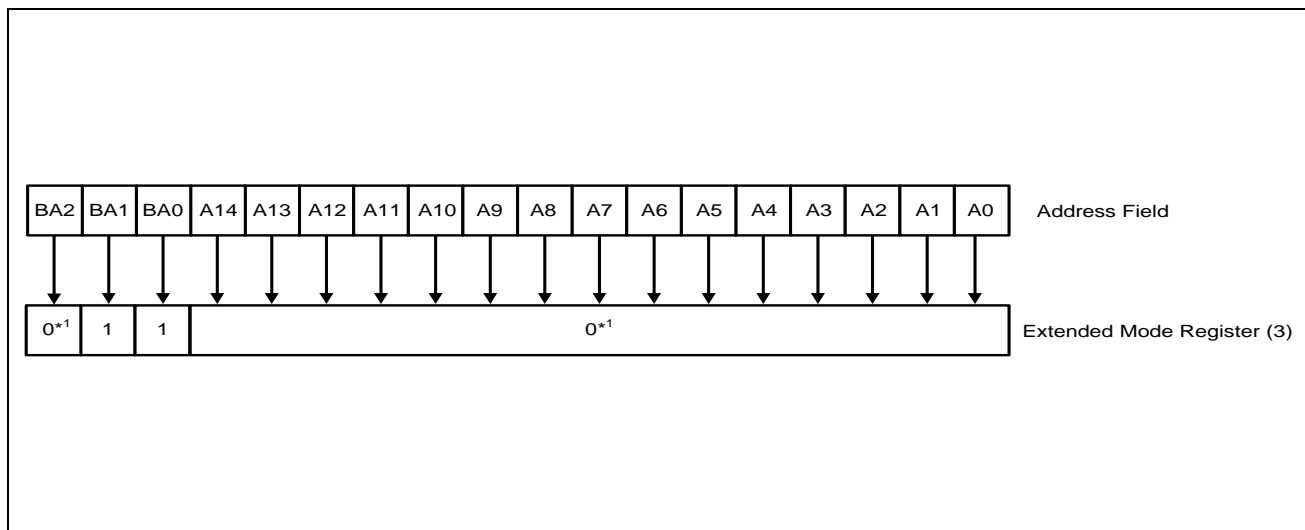 BA2 BA1 BA0 A14 A13 A12 A11 A10 A9 A8 A7 A6 A5 A4 A3 A2 A1 A0 Address Field
0*1 1 1 0*1 Extended Mode Register (3)